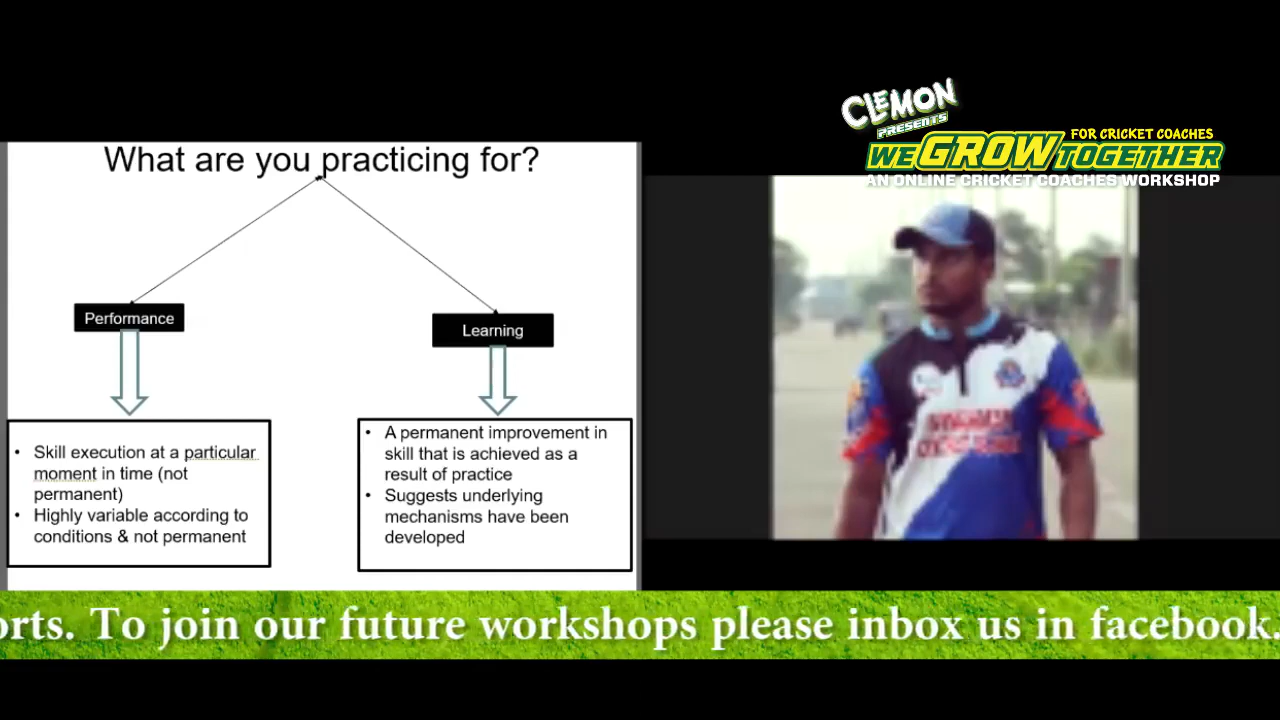 CLEMON
PRESENTS
FOR CRICKET COACHES
WE GROW TOGETHER
AN ONLINE CRICKET COACHES WORKSHOP
What are you practicing for?
Performance
Learning
• Skill execution at a particular
moment in time (not
permanent)
• Highly variable according to
conditions & not permanent
• A permanent improvement in
skill that is achieved as a
result of practice
• Suggests underlying
mechanisms have been
developed
orts. To join our future workshops please inbox us in facebook.